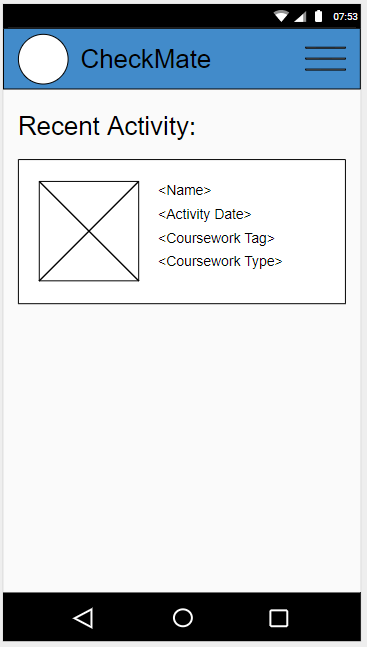 07:53
CheckMate
Recent Activity:
<Name>
<Activity Date>
<Coursework Tag>
<Coursework Type>